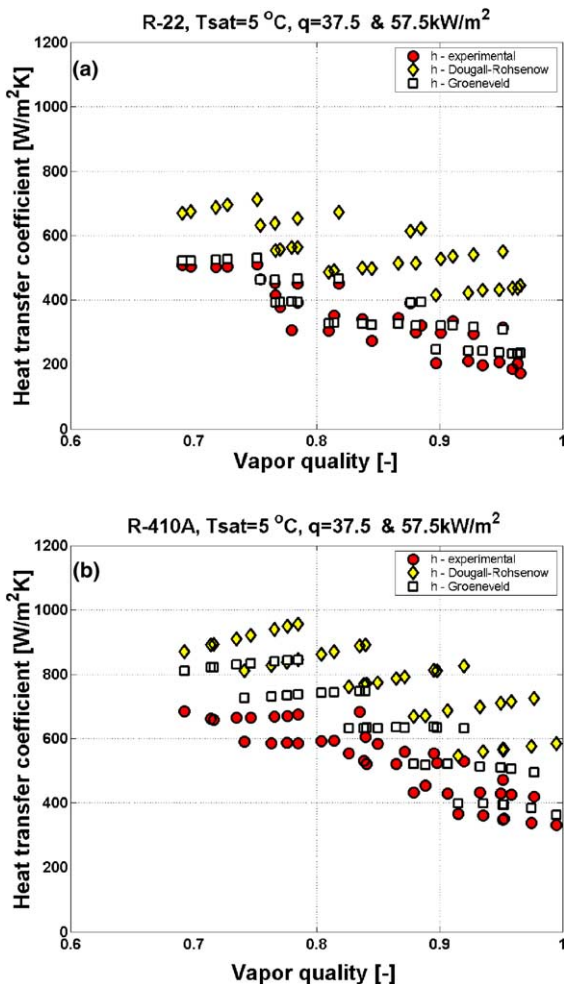 R-22, Tsat=5 °C, q=37.5 & 57.5kW/m²
(a)
h - experimental
h - Dougall-Rohsenow
h - Groeneveld
Heat transfer coefficient [W/m²K]
1200
1000
800
600
400
200
0
0.6 0.7 0.8 0.9 1
Vapor quality [-]
R-410A, Tsat=5 °C, q=37.5 & 57.5kW/m²
(b)
h - experimental
h - Dougall-Rohsenow
h - Groeneveld
Heat transfer coefficient [W/m²K]
1200
1000
800
600
400
200
0
0.6 0.7 0.8 0.9 1
Vapor quality [-]